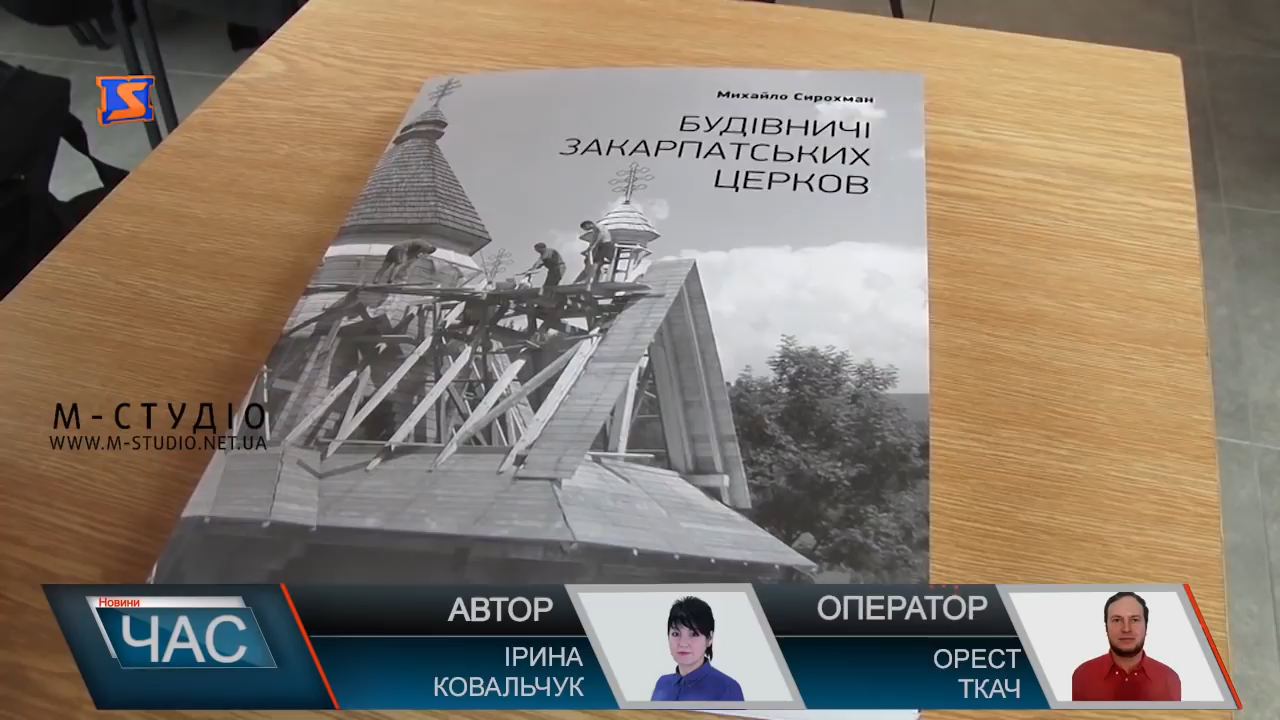 Михайло Сирохман
БУДІВНИЧІ
ЗАКАРПАТСЬКИХ
ЦЕРКОВ
М-СТУДІО
WWW.M-STUDIO.NET.UA
Новини
ЧАС
АВТОР
ІРИНА
КОВАЛЬЧУК
ОПЕРАТОР
ОРЕСТ
ТКАЧ